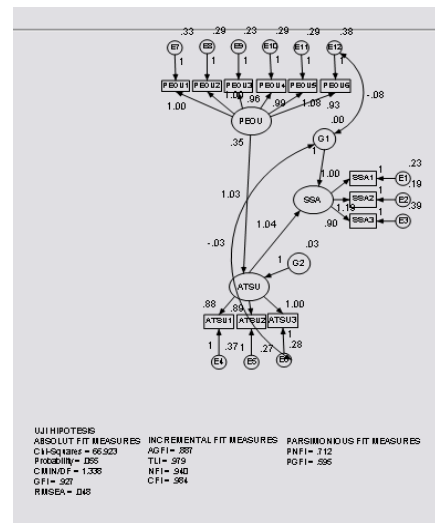 .33 .29 .23 .29 .29 .38
E7 E8 E9 E10 E11 E12
1 1 1 1 1 1
PEOU1 PEOU2 PEOU3 PEOU4 PEOU5 PEOU6
-.08
1.00 .96 .99 1.08 .93
PEOU
.35
.00
G1
1
1.00
.23
SSA1 1 E1
.19
SSA
SSA2 1 E2
1.19
.39
SSA3 1 E3
.90
1.03
1.04
-.03
.03
1 G2
ATSU
.88 .89 1.00
ATSU1 ATSU2 ATSU3
1 .37 1 .27 1 .28
E4 E5
UJI HIPOTESIS
ABSOLUT FIT MEASURES
Chi-Squares = 66.923
Probability = .055
CMIN/DF = 1.338
GFI = .927
RMSEA = .048
INCREMENTAL FIT MEASURES
AGFI = .887
TLI = .979
NFI = .940
CFI = .984
PARSIMONIOUS FIT MEASURES
PNFI = .712
PGFI = .595